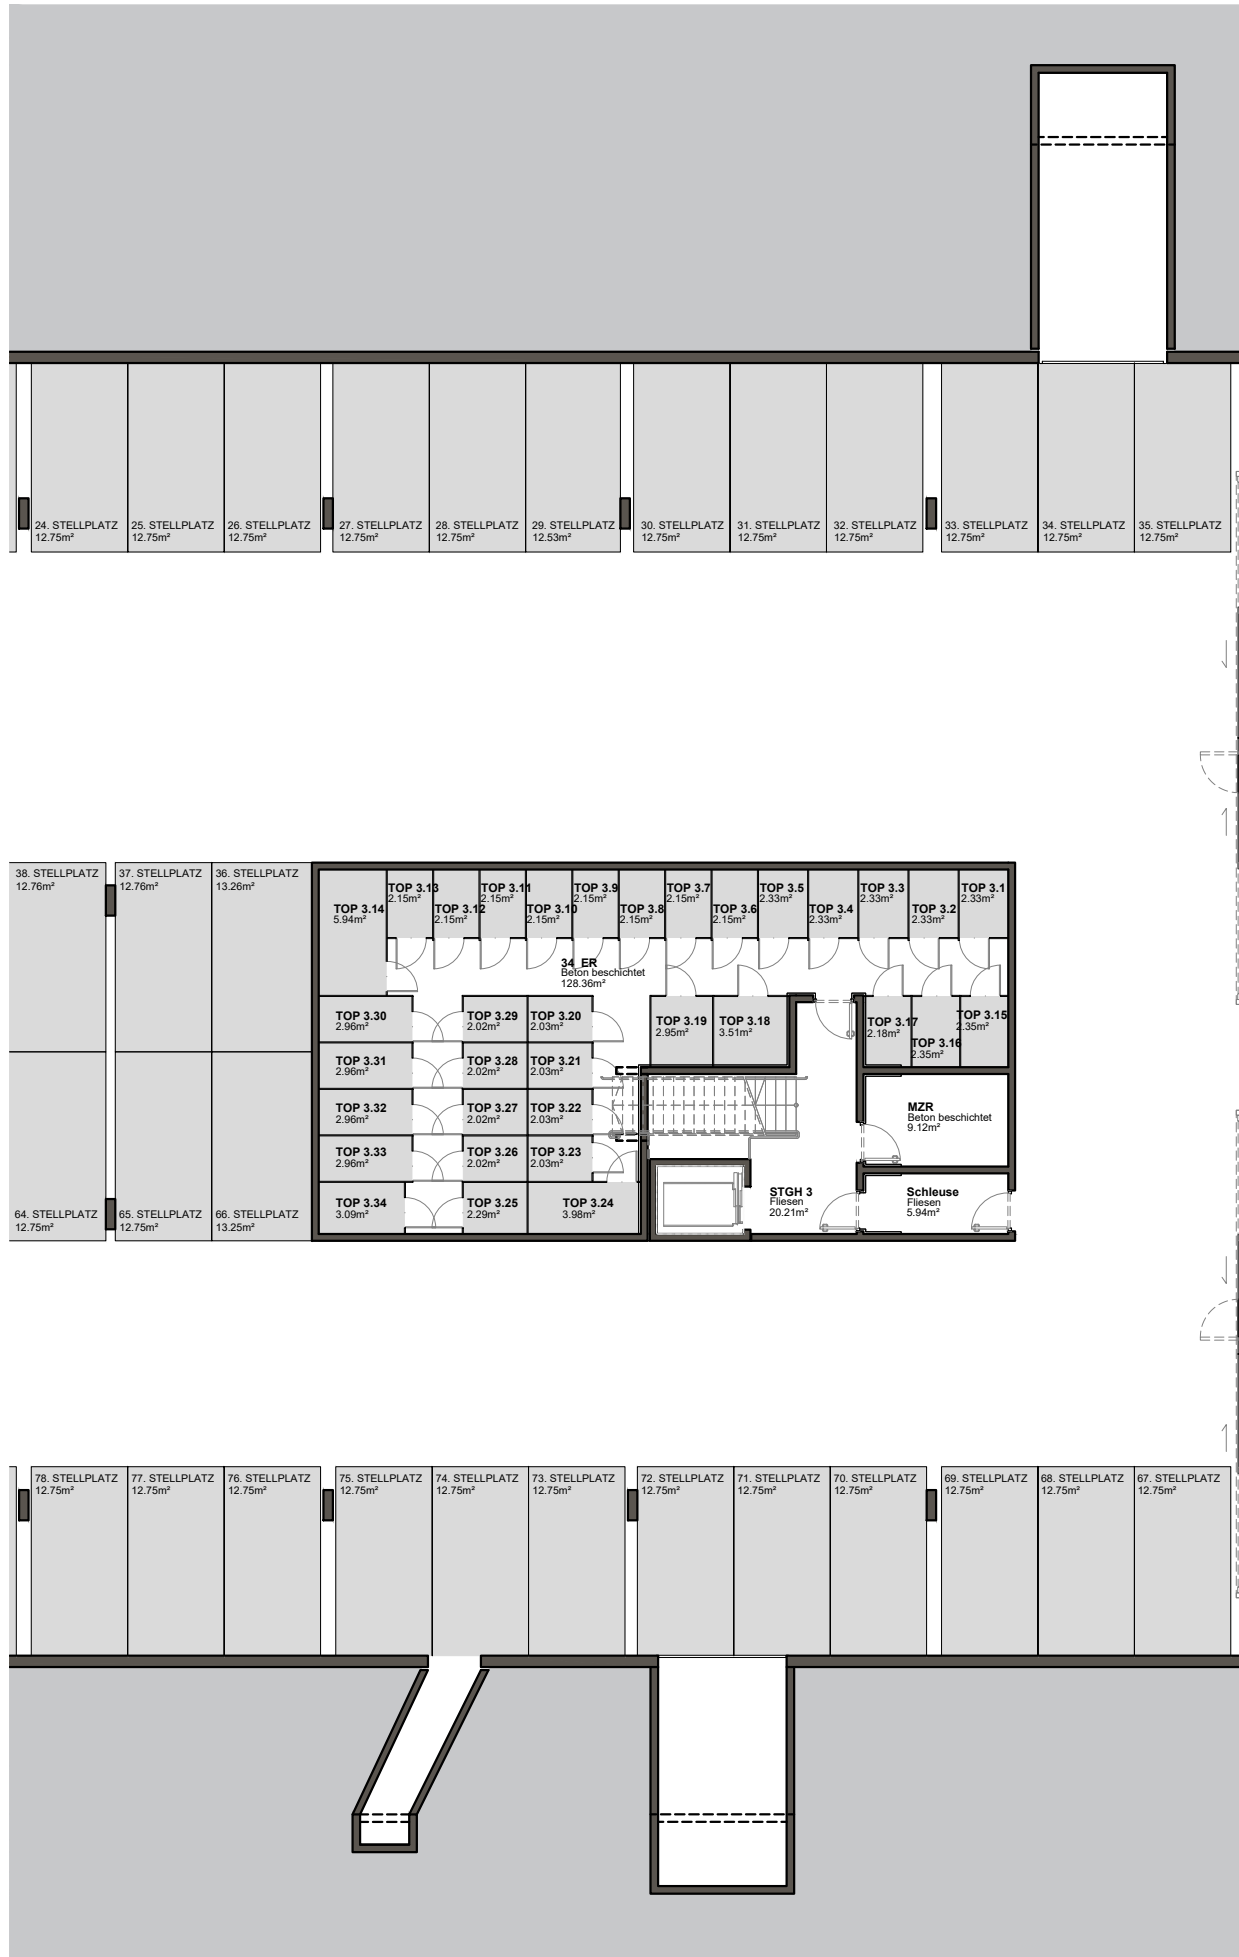 24. STELLPLATZ
12.75m²
25. STELLPLATZ
12.75m²
26. STELLPLATZ
12.75m²
27. STELLPLATZ
12.75m²
28. STELLPLATZ
12.75m²
29. STELLPLATZ
12.53m²
30. STELLPLATZ
12.75m²
31. STELLPLATZ
12.75m²
32. STELLPLATZ
12.75m²
33. STELLPLATZ
12.75m²
34. STELLPLATZ
12.75m²
35. STELLPLATZ
12.75m²
38. STELLPLATZ
12.76m²
37. STELLPLATZ
12.76m²
36. STELLPLATZ
13.26m²
TOP 3.14
5.94m²
TOP 3.13
2.15m²
TOP 3.12
2.15m²
TOP 3.11
2.15m²
TOP 3.10
2.15m²
TOP 3.9
2.15m²
TOP 3.8
2.15m²
TOP 3.7
2.15m²
TOP 3.6
2.15m²
TOP 3.5
2.33m²
TOP 3.4
2.33m²
TOP 3.3
2.33m²
TOP 3.2
2.33m²
TOP 3.1
2.33m²
34_ER
Beton beschichtet
128.36m²
TOP 3.30
2.96m²
TOP 3.29
2.02m²
TOP 3.20
2.03m²
TOP 3.19
2.95m²
TOP 3.18
3.51m²
TOP 3.17
2.18m²
TOP 3.16
2.35m²
TOP 3.15
2.35m²
TOP 3.31
2.96m²
TOP 3.28
2.02m²
TOP 3.21
2.03m²
TOP 3.32
2.96m²
TOP 3.27
2.02m²
TOP 3.22
2.03m²
MZR
Beton beschichtet
9.12m²
TOP 3.33
2.96m²
TOP 3.26
2.02m²
TOP 3.23
2.03m²
TOP 3.34
3.09m²
TOP 3.25
2.29m²
TOP 3.24
3.98m²
STGH 3
Fliesen
20.21m²
Schleuse
Fliesen
5.94m²
64. STELLPLATZ
12.75m²
65. STELLPLATZ
12.75m²
66. STELLPLATZ
13.25m²
78. STELLPLATZ
12.75m²
77. STELLPLATZ
12.75m²
76. STELLPLATZ
12.75m²
75. STELLPLATZ
12.75m²
74. STELLPLATZ
12.75m²
73. STELLPLATZ
12.75m²
72. STELLPLATZ
12.75m²
71. STELLPLATZ
12.75m²
70. STELLPLATZ
12.75m²
69. STELLPLATZ
12.75m²
68. STELLPLATZ
12.75m²
67. STELLPLATZ
12.75m²